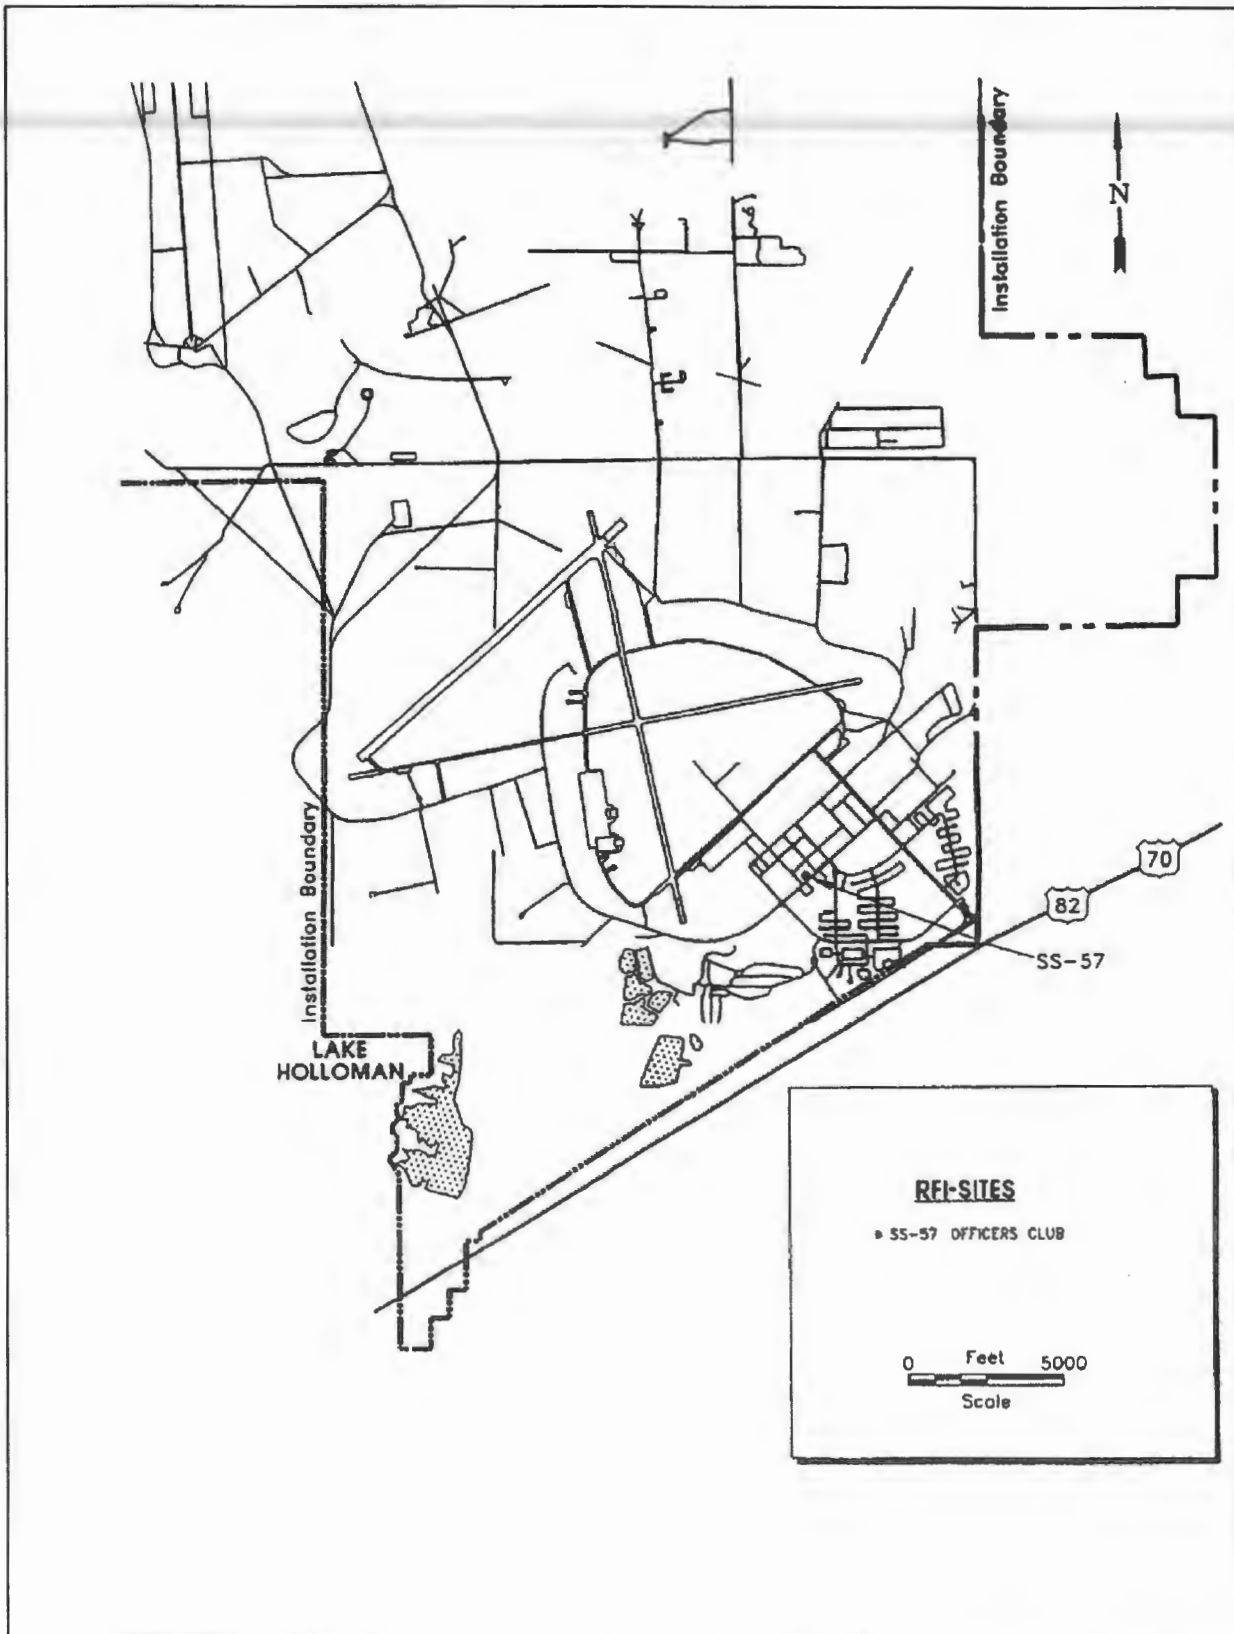 Installation Boundary
N
Installation Boundary
70
82
SS-57
LAKE
HOLLOMAN
RFI-SITES
SS-57 OFFICERS CLUB
0 Feet 5000
Scale